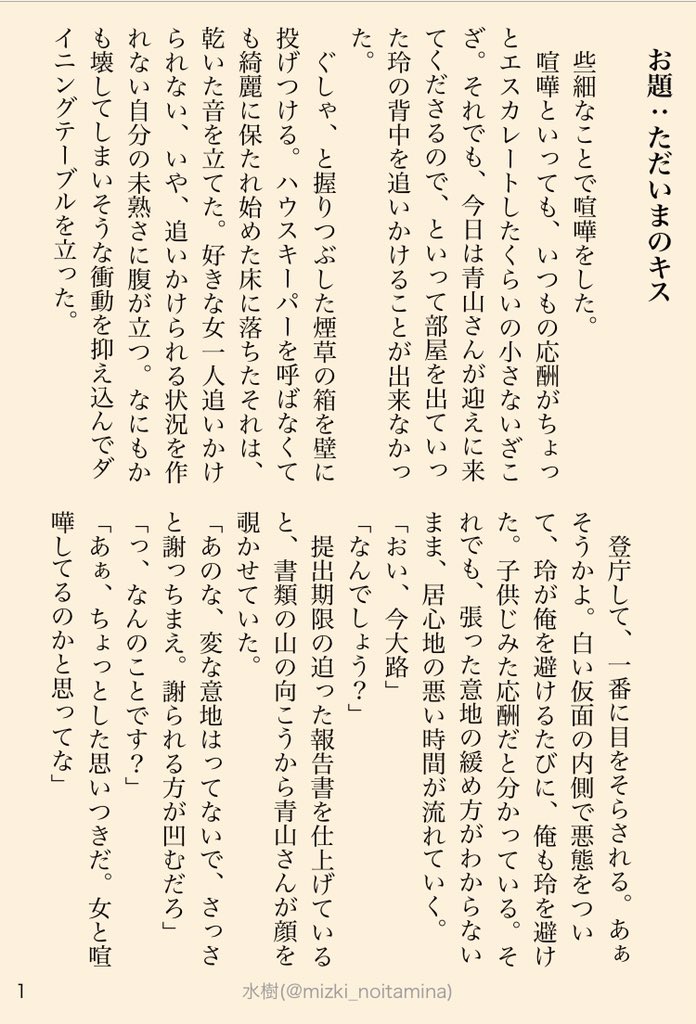 お題：ただいまのキス
些細なことで喧嘩をした。
喧嘩といっても、いつもの応酬がちょっ
とエスカレートしたくらいの小さないざこ
ざ。それでも、今日は青山さんが迎えに来
てくださるので、といって部屋を出ていっ
た玲の背中を追いかけることが出来なかっ
た。
ぐしゃ、と握りつぶした煙草の箱を壁に
投げつける。ハウスキーパーを呼ばなくて
も綺麗に保たれ始めた床に落ちたそれは、
乾いた音を立てた。好きな女一人追いかけ
られない、いや、追いかけられる状況を作
れない自分の未熟さに腹が立つ。なにもか
も壊してしまいそうな衝動を抑え込んでダ
イニングテーブルを立った。
登庁して、一番に目をそらされる。あぁ
そうかよ。白い仮面の内側で悪態をつい
て、玲が俺を避けるたびに、俺も玲を避け
た。子供じみた応酬だと分かっている。そ
れでも、張った意地の緩め方がわからない
まま、居心地の悪い時間が流れていく。
「おい、今大路」
「なんでしょう？」
提出期限の迫った報告書を仕上げている
と、書類の山の向こうから青山さんが顔を
覗かせていた。
「あのな、変な意地はってないで、さっさ
と謝っちまえ。謝られる方が凹むだろ」
「っ、なんのことです？」
「あぁ、ちょっとした思いつきだ。女と喧
嘩してるのかと思ってな」
1
水樹(@mizki_noitamina)